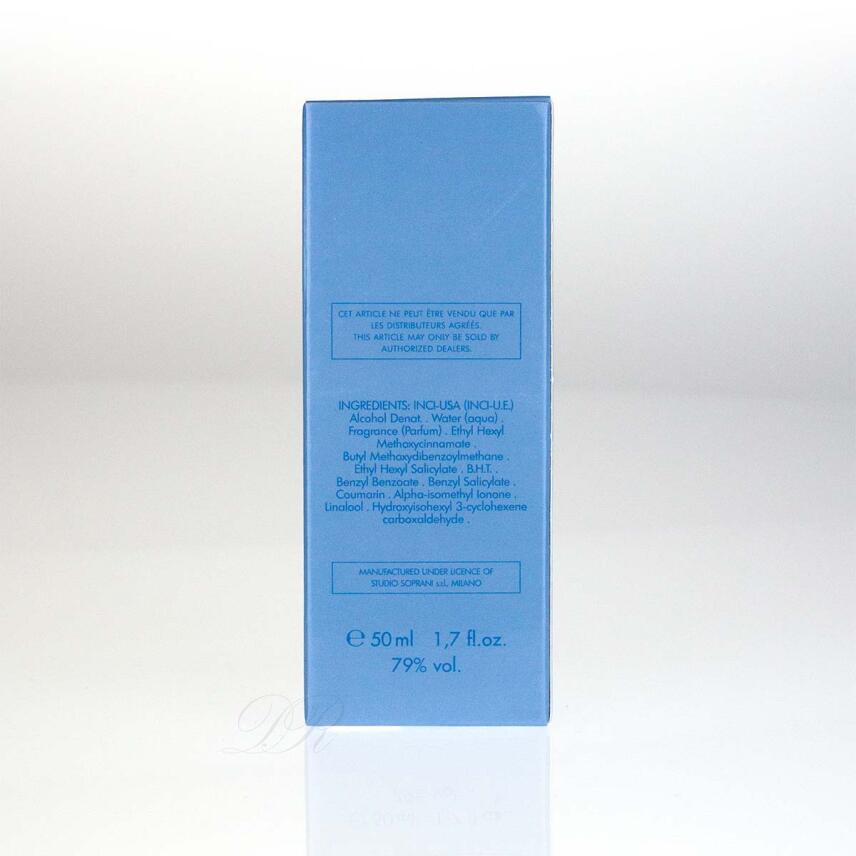 CET ARTICLE NE PEUT ÊTRE VENDU QUE PAR
LES DISTRIBUTEURS AGRÉÉS.
THIS ARTICLE MAY ONLY BE SOLD BY
AUTHORIZED DEALERS.
INGREDIENTS: INCI-USA (INCI-U.E.)
Alcohol Denat. . Water (aqua) .
Fragrance (Parfum) . Ethyl Hexyl
Methoxycinnamate .
Butyl Methoxydibenzoylmethane .
Ethyl Hexyl Salicylate . B.H.T. .
Benzyl Benzoate . Benzyl Salicylate .
Coumarin . Alpha-isomethyl Ionone .
Linalool . Hydroxyisohexyl 3-cyclohexene
carboxaldehyde .
MANUFACTURED UNDER LICENCE OF
STUDIO SOPRANI s.r.l., MILANO
℮ 50 ml 1,7 fl.oz.
79% vol.
DR